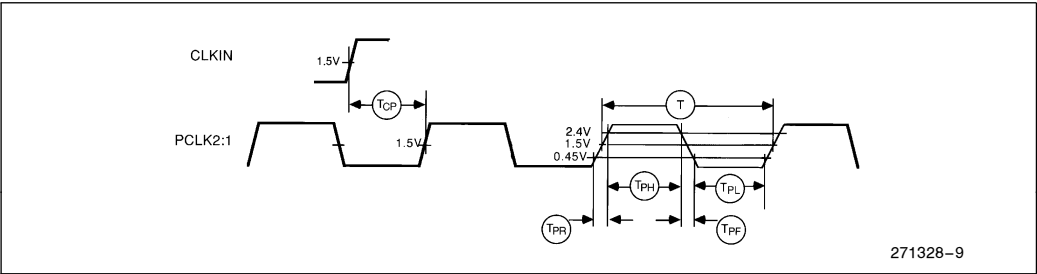 CLKIN
1.5V
TCP
T
PCLK2:1
1.5V
2.4V
1.5V
0.45V
TPH
TPL
TPR
TPF
271328–9